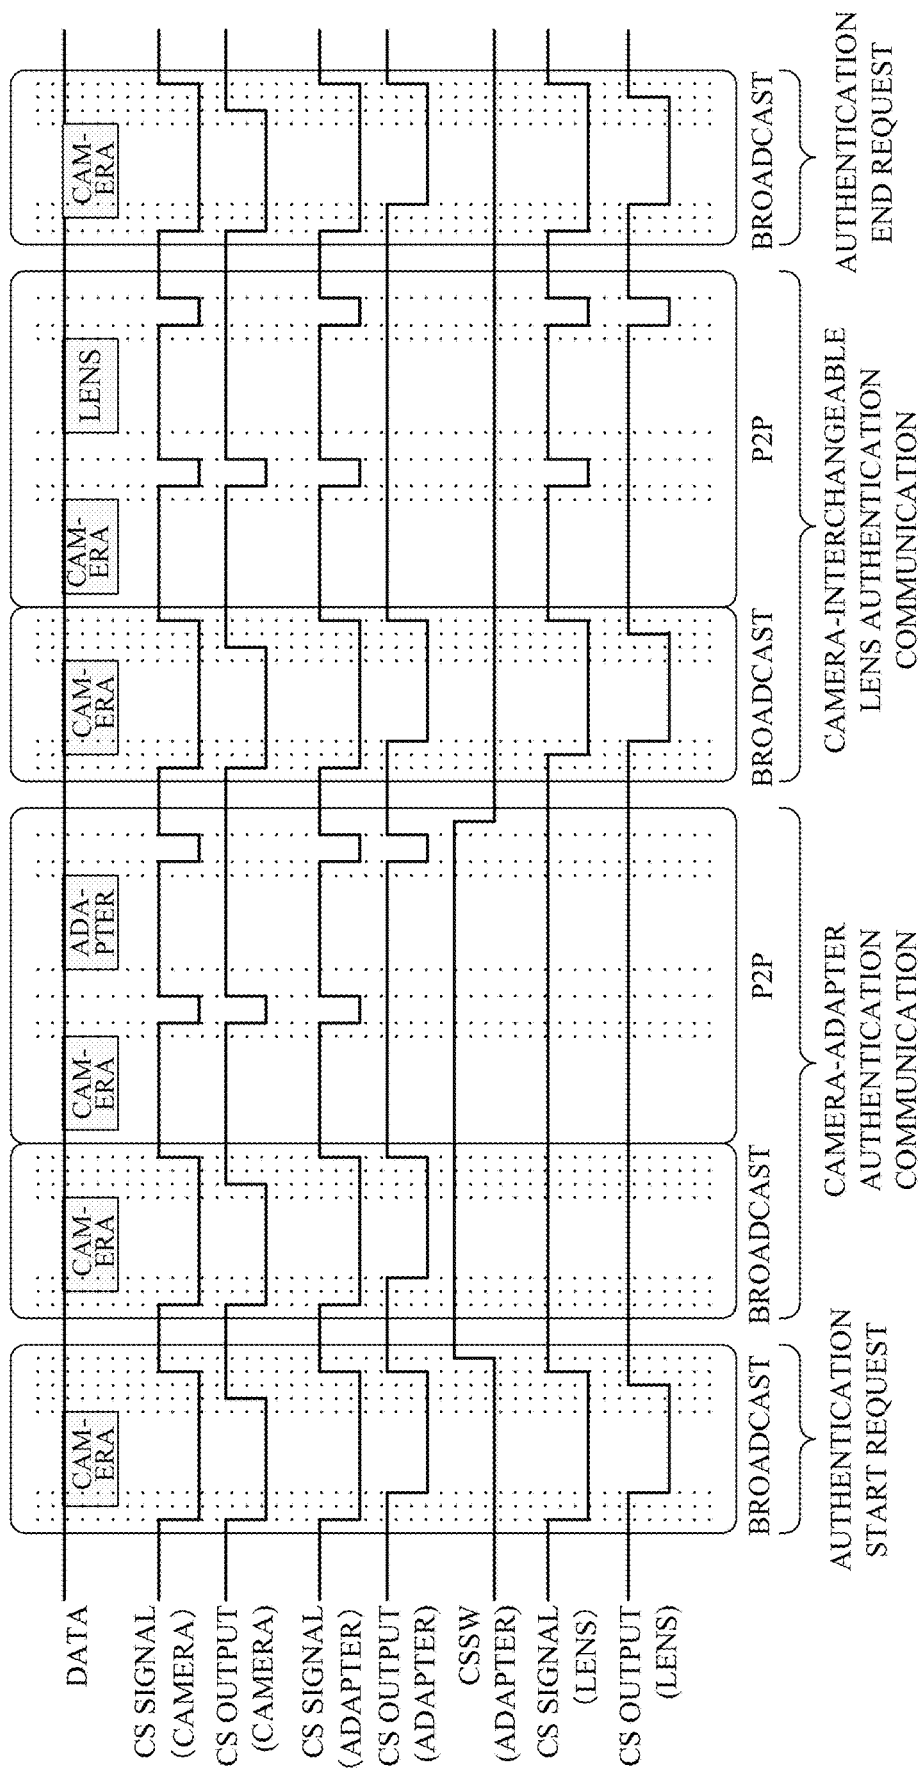 DATA
CS SIGNAL
(CAMERA)
CS OUTPUT
(CAMERA)
CS SIGNAL
(ADAPTER)
CS OUTPUT
(ADAPTER)
CSSW
(ADAPTER)
CS SIGNAL
(LENS)
CS OUTPUT
(LENS)
CAM-
ERA
CAM-
ERA
CAM-
ERA
ADA-
PTER
CAM-
ERA
CAM-
ERA
LENS
CAM-
ERA
BROADCAST
BROADCAST
P2P
BROADCAST
P2P
BROADCAST
AUTHENTICATION
START REQUEST
CAMERA-ADAPTER
AUTHENTICATION
COMMUNICATION
CAMERA-INTERCHANGEABLE
LENS AUTHENTICATION
COMMUNICATION
AUTHENTICATION
END REQUEST